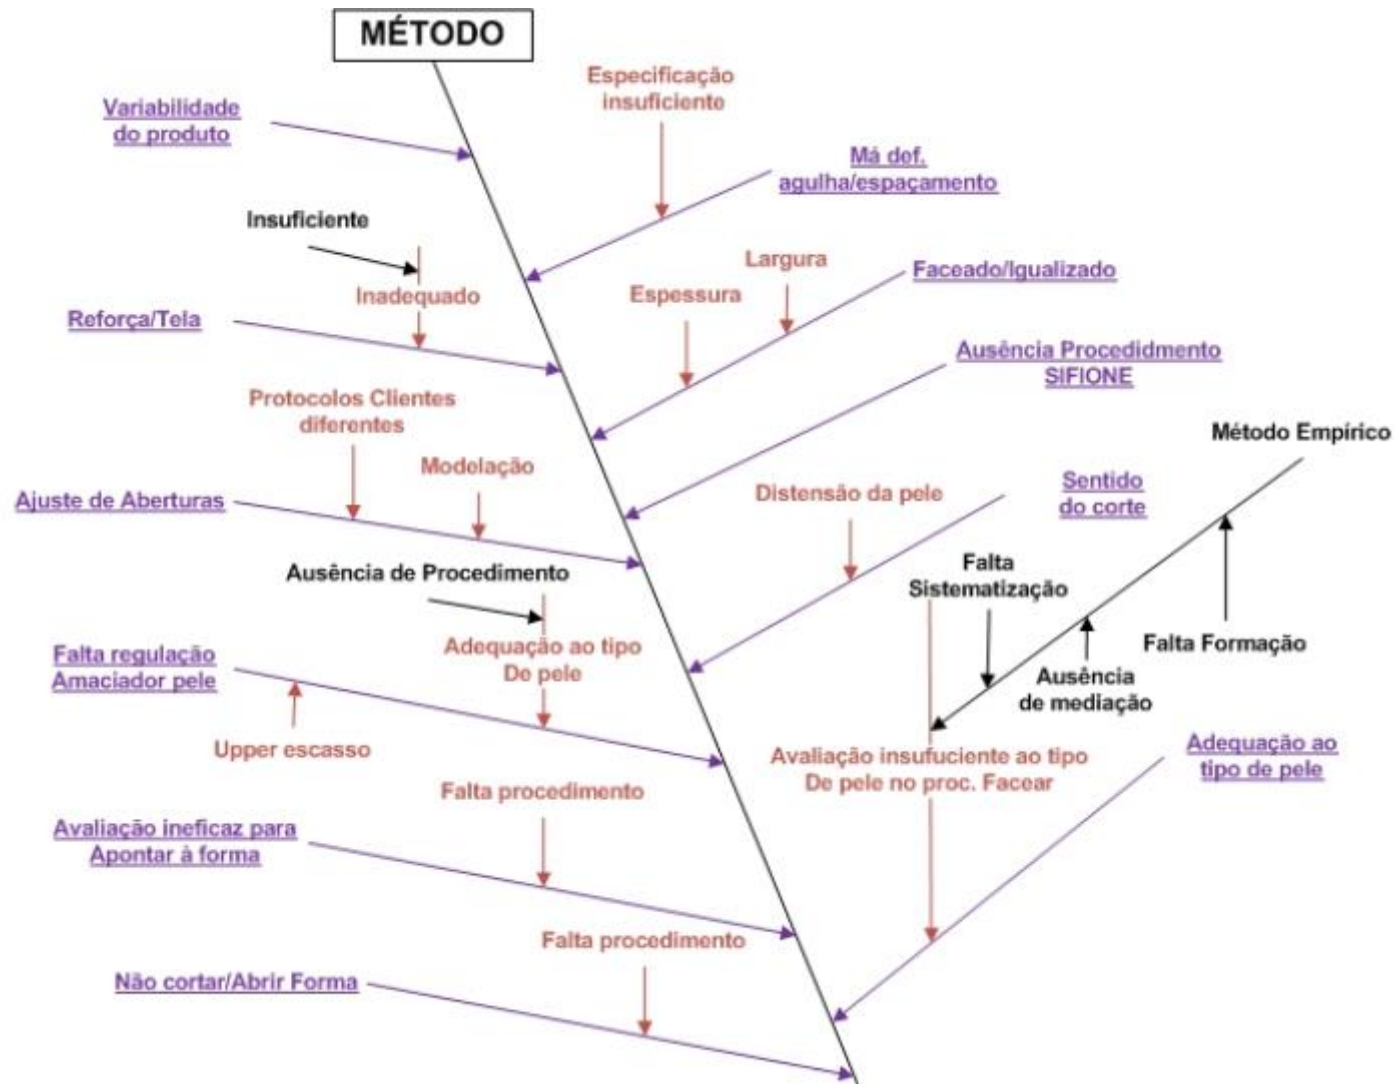 MÉTODO
Especificação
insuficiente
Variabilidade
do produto
Má def.
agulha/espaçamento
Insuficiente
Largura
Faceado/Igualizado
Inadequado
Espessura
Reforça/Tela
Ausência Procedidmento
SIFIONE
Protocolos Clientes
diferentes
Método Empírico
Modelação
Ajuste de Aberturas
Distensão da pele
Sentido
do corte
Ausência de Procedimento
Falta
Sistematização
Falta regulação
Amaciador pele
Adequação ao tipo
De pele
Falta Formação
Ausência
de mediação
Upper escasso
Avaliação insufuciente ao tipo
De pele no proc. Facear
Adequação ao
tipo de pele
Falta procedimento
Avaliação ineficaz para
Apontar à forma
Falta procedimento
Não cortar/Abrir Forma